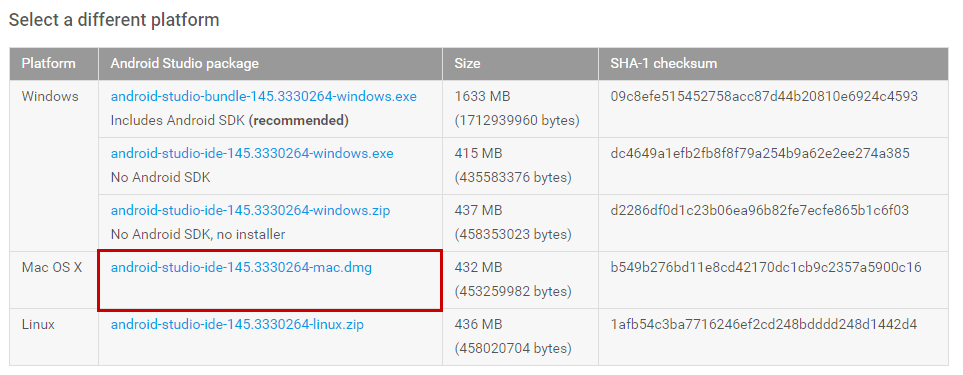 Select a different platform
Platform Android Studio package Size SHA-1 checksum
Windows android-studio-bundle-145.3330264-windows.exe 1633 MB 09c8efe515452758acc87d44b20810e6924c4593
Includes Android SDK (recommended) (1712939960 bytes)
android-studio-ide-145.3330264-windows.exe 415 MB dc4649a1efb2fb8f8f79a254b9a62e2ee274a385
No Android SDK (435583376 bytes)
android-studio-ide-145.3330264-windows.zip 437 MB d2286df0d1c23b06ea96b82fe7ecfe865b1c6f03
No Android SDK, no installer (458353023 bytes)
Mac OS X android-studio-ide-145.3330264-mac.dmg 432 MB b549b276bd11e8cd42170dc1cb9c2357a5900c16
(453259982 bytes)
Linux android-studio-ide-145.3330264-linux.zip 436 MB 1afb54c3ba7716246ef2cd248bdddd248d1442d4
(458020704 bytes)